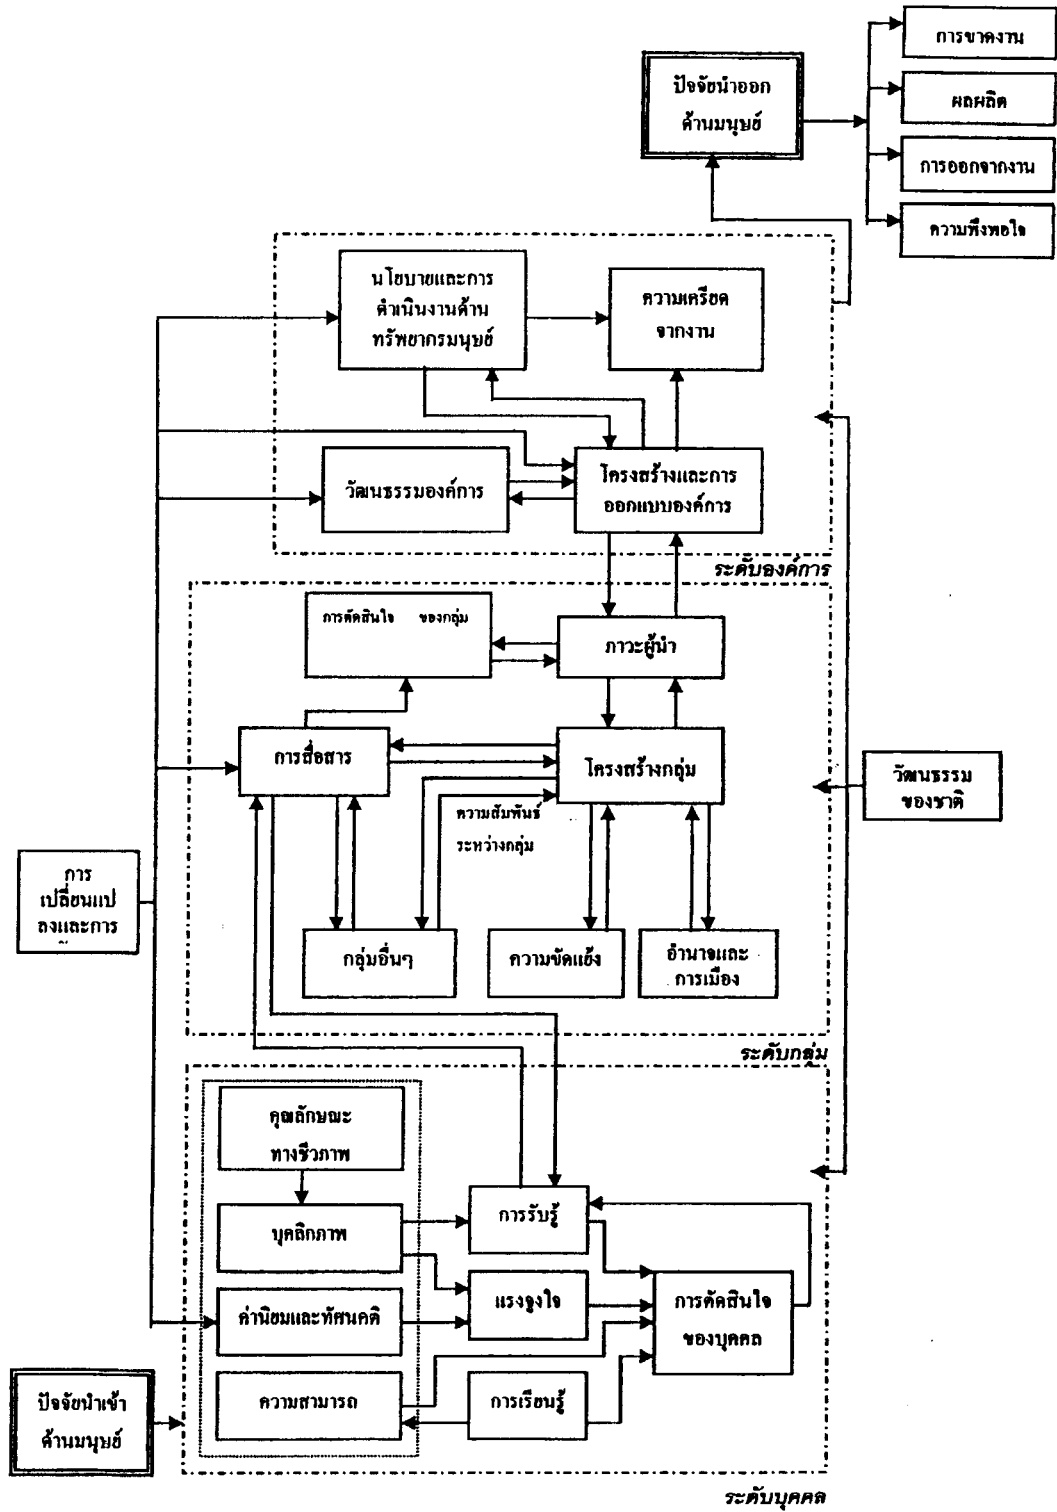 การขาดงาน
ปัจจัยนำออก
ด้านมนุษย์
ผลผลิต
การออกจากงาน
ความพึงพอใจ
นโยบายและการ
ดำเนินงานด้าน
ทรัพยากรมนุษย์
ความเครียด
จากงาน
วัฒนธรรมองค์การ
โครงสร้างและการ
ออกแบบองค์การ
ระดับองค์การ
การตัดสินใจ ของกลุ่ม
ภาวะผู้นำ
การสื่อสาร
โครงสร้างกลุ่ม
วัฒนธรรม
ของชาติ
ความสัมพันธ์
ระหว่างกลุ่ม
การ
เปลี่ยนแป
ลงและการ
กลุ่มอื่นๆ
ความขัดแย้ง
อำนาจและ
การเมือง
ระดับกลุ่ม
คุณลักษณะ
ทางชีวภาพ
บุคลิกภาพ
การรับรู้
ค่านิยมและทัศนคติ
แรงจูงใจ
การตัดสินใจ
ของบุคคล
ความสามารถ
การเรียนรู้
ปัจจัยนำเข้า
ด้านมนุษย์
ระดับบุคคล